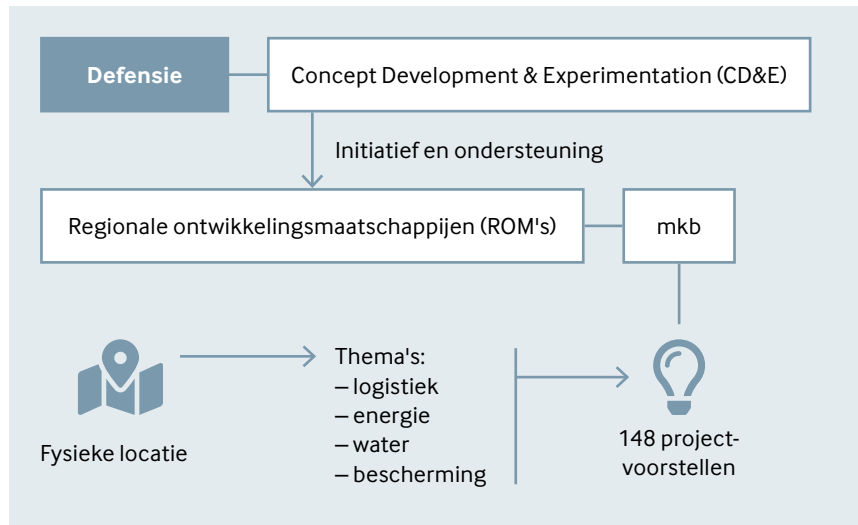 Defensie
Concept Development & Experimentation (CD&E)
Initiatief en ondersteuning
Regionale ontwikkelingsmaatschappijen (ROM's)
mkb
Fysieke locatie
Thema's:
– logistiek
– energie
– water
– bescherming
148 project-
voorstellen